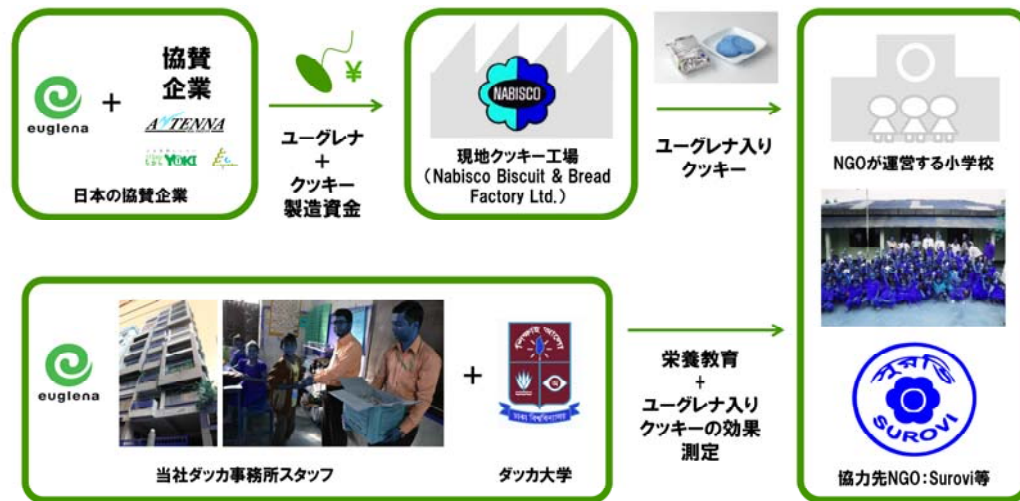 euglena
+
協賛
企業
ANTENNA
YOKI
日本の協賛企業
¥
ユーグレナ
+
クッキー
製造資金
NABISCO
現地クッキー工場
(Nabisco Biscuit & Bread
Factory Ltd.)
ユーグレナ入り
クッキー
NGOが運営する小学校
euglena
当社ダッカ事務所スタッフ
+
শিক্ষাই আলো
ঢাকা বিশ্ববিদ্যালয়
ダッカ大学
栄養教育
+
ユーグレナ入り
クッキーの効果
測定
সুরভি
SUROVI
協力先NGO:Surovi等